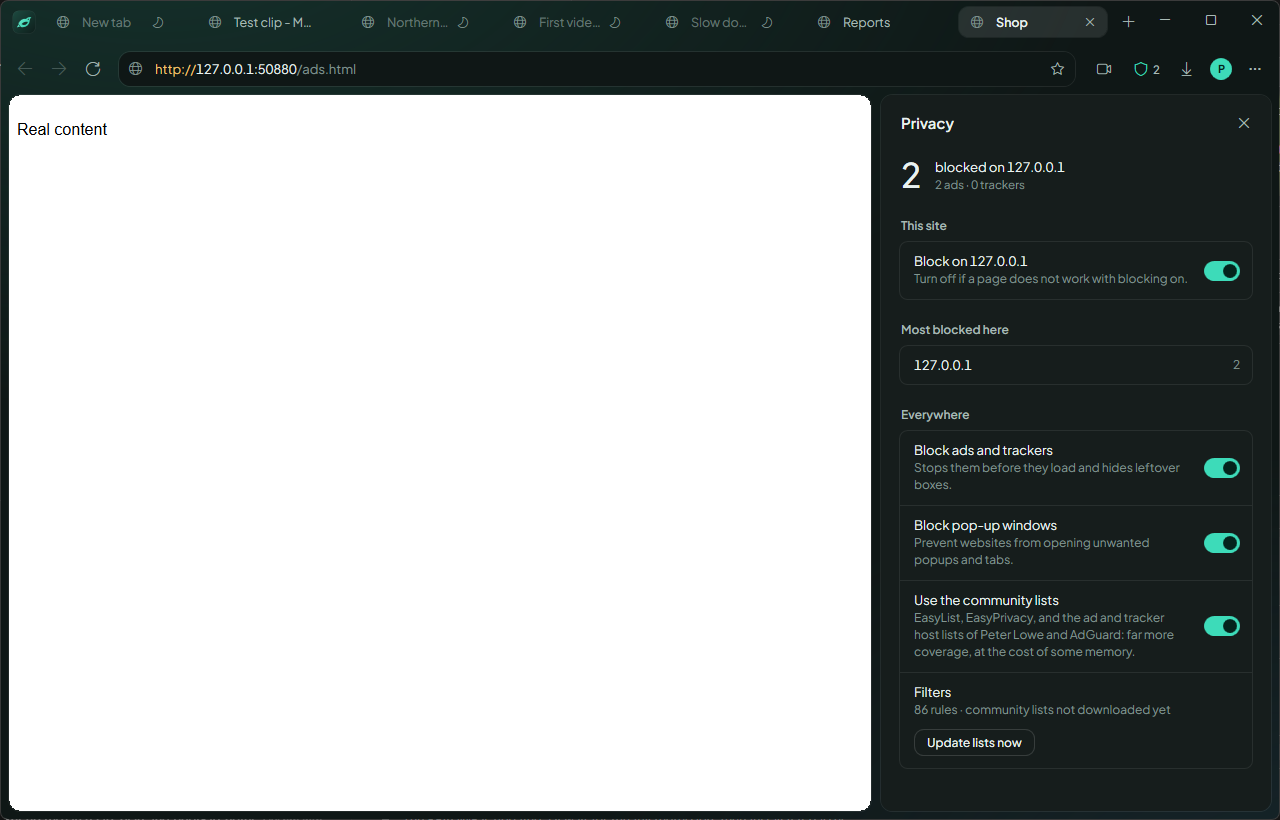 New tab
Test clip - M...
Northern...
First vide...
Slow do...
Reports
Shop
http://127.0.0.1:50880/ads.html
2
P
Real content
Privacy
2
blocked on 127.0.0.1
2 ads · 0 trackers
This site
Block on 127.0.0.1
Turn off if a page does not work with blocking on.
Most blocked here
127.0.0.1
2
Everywhere
Block ads and trackers
Stops them before they load and hides leftover
boxes.
Block pop-up windows
Prevent websites from opening unwanted
popups and tabs.
Use the community lists
EasyList, EasyPrivacy, and the ad and tracker
host lists of Peter Lowe and AdGuard: far more
coverage, at the cost of some memory.
Filters
86 rules · community lists not downloaded yet
Update lists now